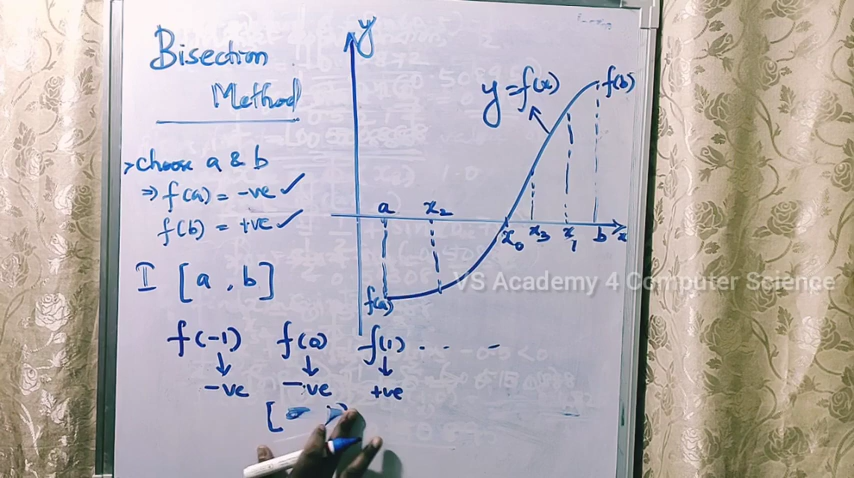 Bisection
Method
> choose a & b
⇒ f(a) = -ve ✓
f(b) = +ve ✓
I [a, b]
f(-1) f(0) f(1) . . -
↓ ↓ ↓
-ve -ve +ve
[
y
y = f(x)
f(b)
a x₂
x₀ x₃ x₁ b x
f(a)
VS Academy 4 Computer Science